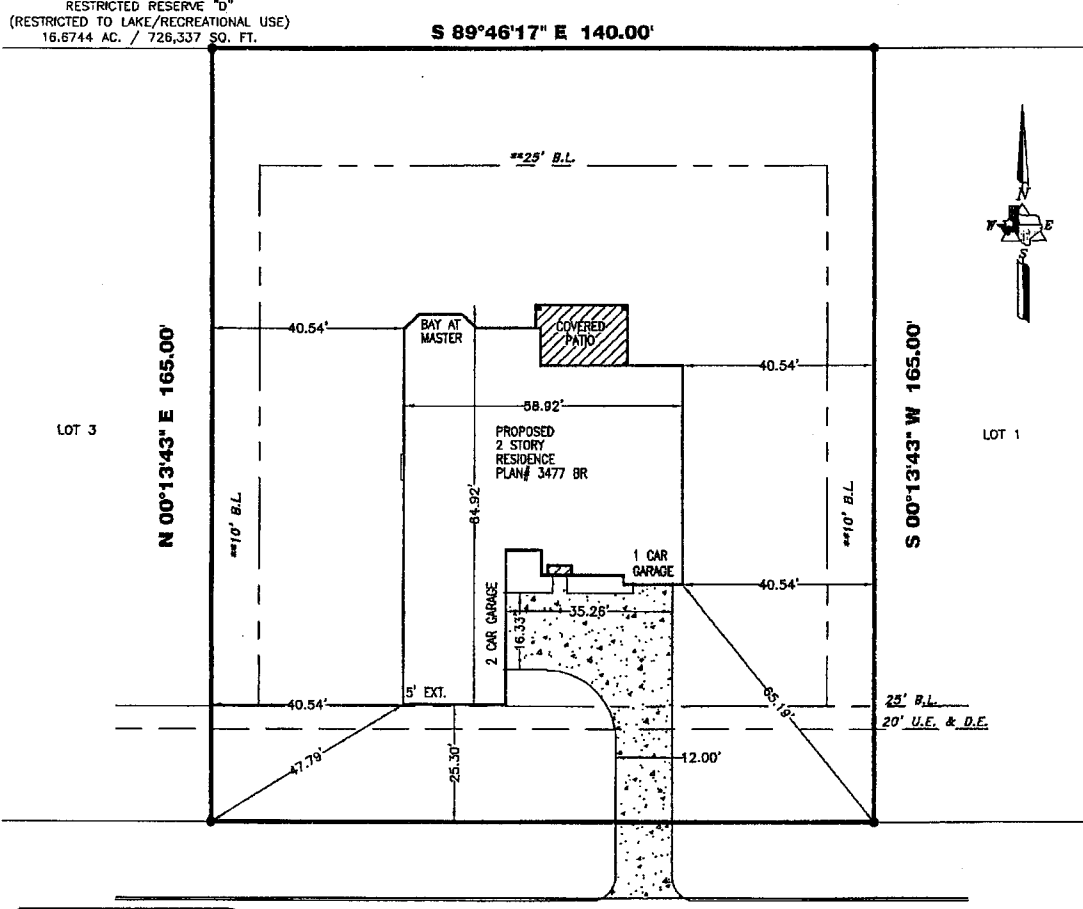 RESTRICTED RESERVE "D"
(RESTRICTED TO LAKE/RECREATIONAL USE)
16.6744 AC. / 726,337 SQ. FT.
S 89°46'17" E 140.00'
**25' B.L.
N
W E
S
40.54'
BAY AT
MASTER
COVERED
PATIO
40.54'
N 00°13'43" E 165.00'
S 00°13'43" W 165.00'
58.92'
LOT 3
LOT 1
PROPOSED
2 STORY
RESIDENCE
PLAN# 3477 BR
84.92'
**10' B.L.
**10' B.L.
1 CAR
GARAGE
40.54'
2 CAR GARAGE
35.26'
16.33'
5' EXT.
40.54'
65.19'
25' B.L.
20' U.E. & D.E.
47.79'
25.30'
12.00'